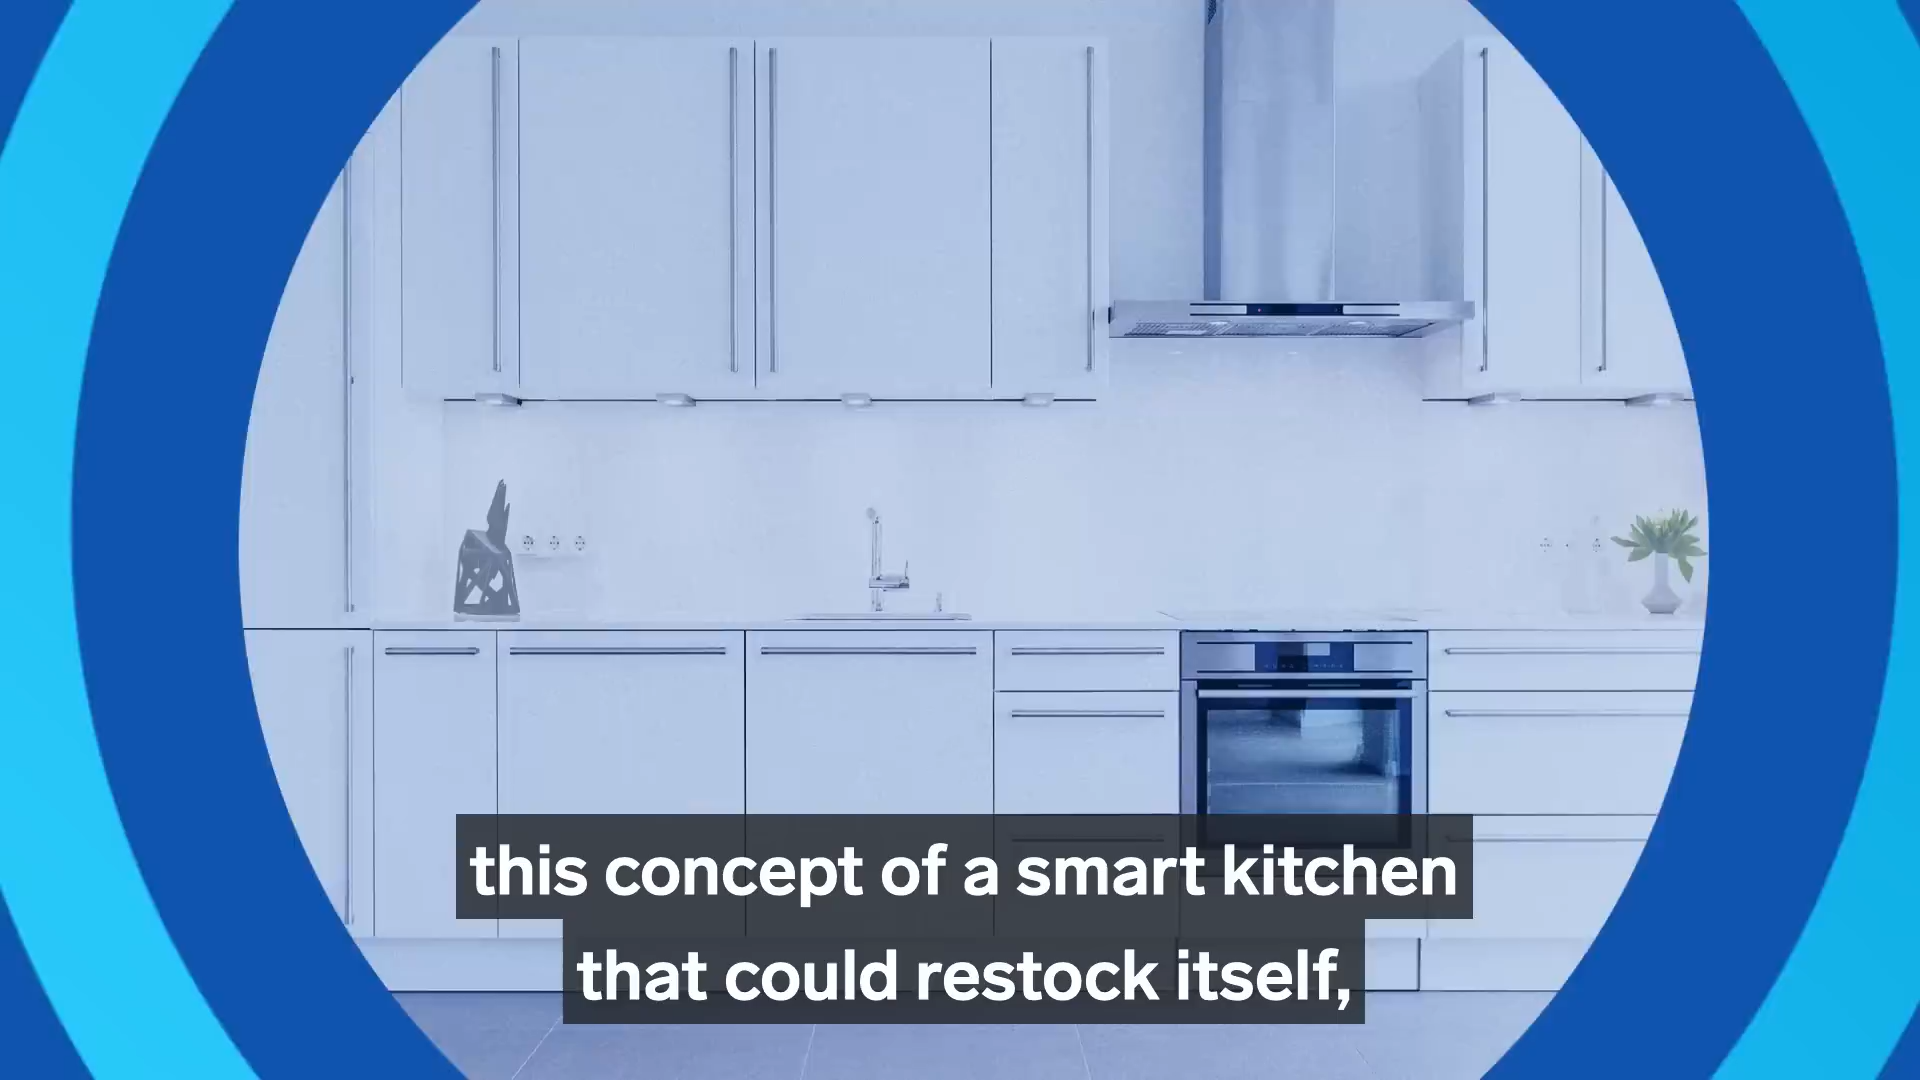 this concept of a smart kitchen
that could restock itself,